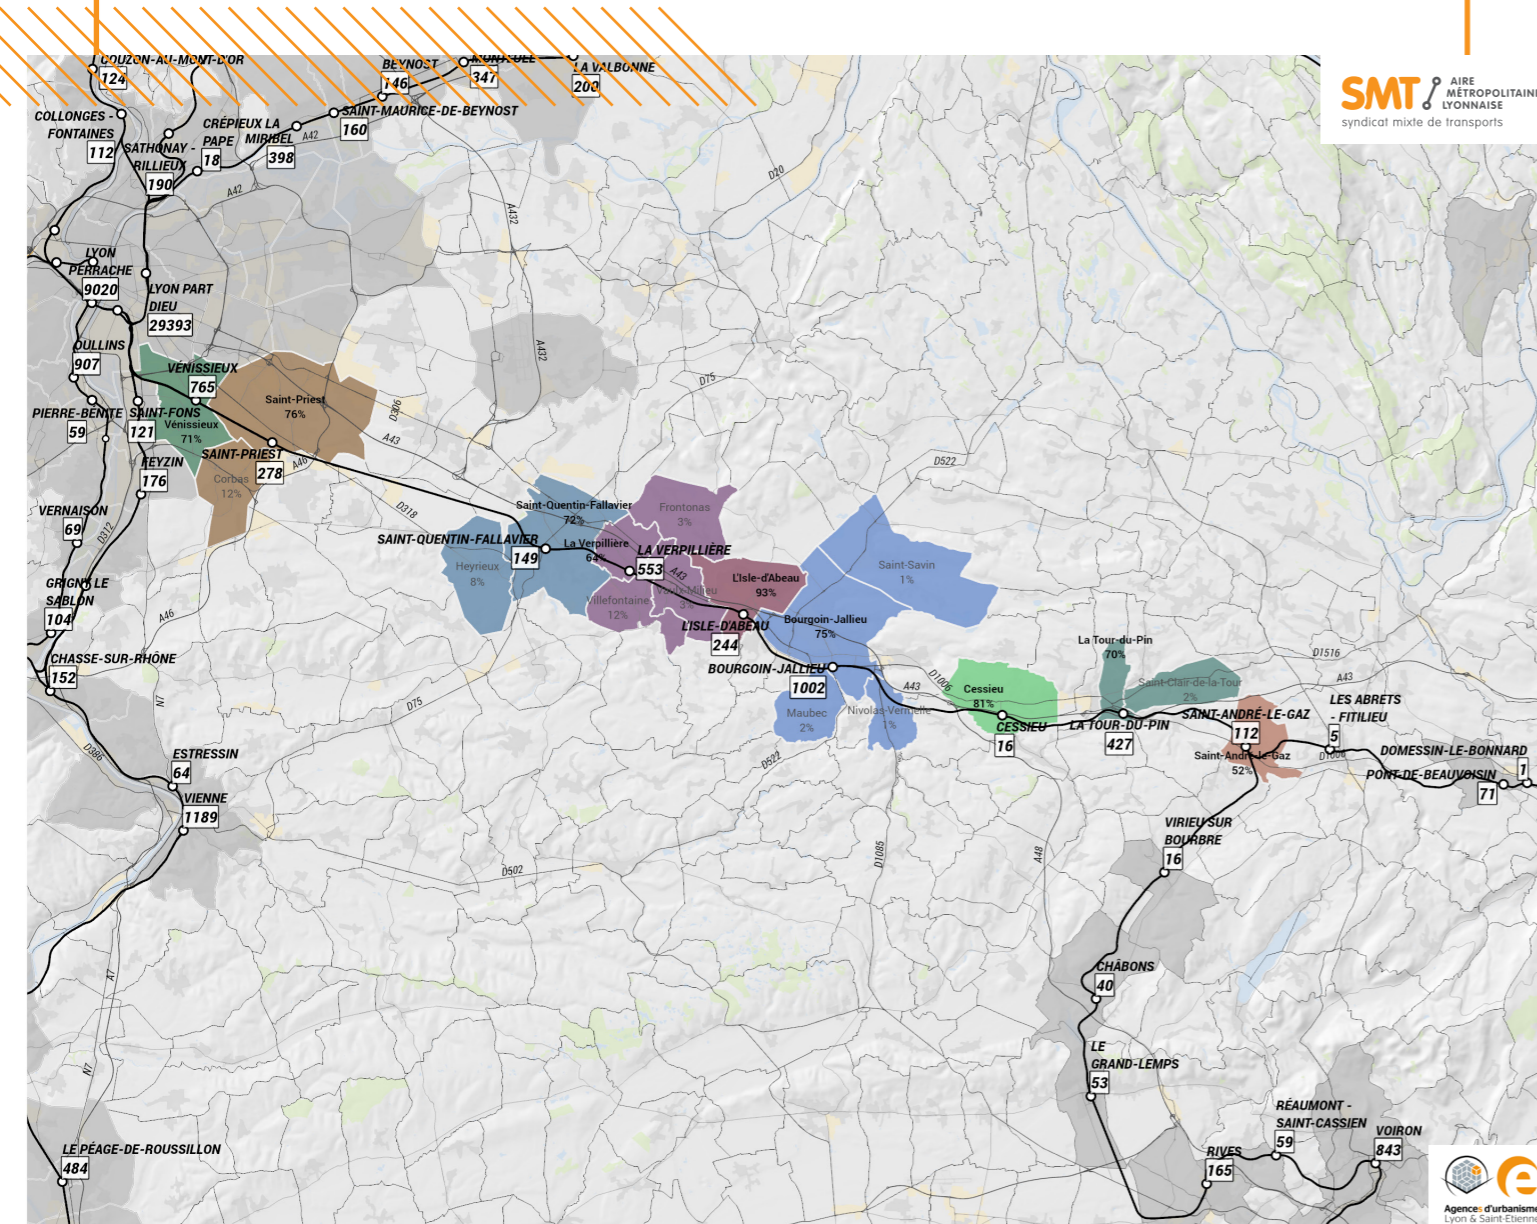 COUZON-AU-MONT-D'OR
124
BEYNOST
146
MONTLUEL
347
LA VALBONNE
200
SMT
AIRE
MÉTROPOLITAINE
LYONNAISE
syndicat mixte de transports
COLLONGES -
FONTAINES
112
CRÉPIEUX LA
PAPE
18
MIRIBEL
398
SAINT-MAURICE-DE-BEYNOST
160
SATHONAY -
RILLIEUX
190
A42
A42
A432
D20
LYON
PERRACHE
9020
LYON PART
DIEU
29393
OULLINS
907
VÉNISSIEUX
765
Saint-Priest
76%
A432
D75
D306
PIERRE-BÉNITE
59
SAINT-FONS
121
Vénissieux
71%
A43
SAINT-PRIEST
278
A46
FEYZIN
176
Corbas
12%
D522
VERNAISON
69
D312
D318
Saint-Quentin-Fallavier
72%
Frontonas
3%
SAINT-QUENTIN-FALLAVIER
149
La Verpillière
64%
LA VERPILLIÈRE
553
Heyrieux
8%
A43
L'Isle-d'Abeau
93%
Saint-Savin
1%
GRIGNY LE
SABLON
104
Villefontaine
12%
Vaulx-Milieu
3%
A46
L'ISLE-D'ABEAU
244
Bourgoin-Jallieu
75%
CHASSE-SUR-RHÔNE
152
BOURGOIN-JALLIEU
1002
La Tour-du-Pin
70%
D1516
A43
D1006
A43
Cessieu
81%
Saint-Clair-de-la-Tour
2%
N7
D75
Maubec
2%
Nivolas-Vermelle
1%
CESSIEU
16
LA TOUR-DU-PIN
427
SAINT-ANDRÉ-LE-GAZ
112
LES ABRETS
- FITILIEU
5
D386
ESTRESSIN
64
D522
Saint-André-le-Gaz
52%
D1006
DOMESSIN-LE-BONNARD
1
PONT-DE-BEAUVOISIN
71
VIENNE
1189
VIRIEU SUR
BOURBRE
16
D502
D1085
A48
A7
CHÂBONS
40
LE
GRAND-LEMPS
53
N7
RÉAUMONT -
SAINT-CASSIEN
59
VOIRON
843
LE PÉAGE-DE-ROUSSILLON
484
RIVES
165
Agences d'urbanisme
Lyon & Saint-Etienne